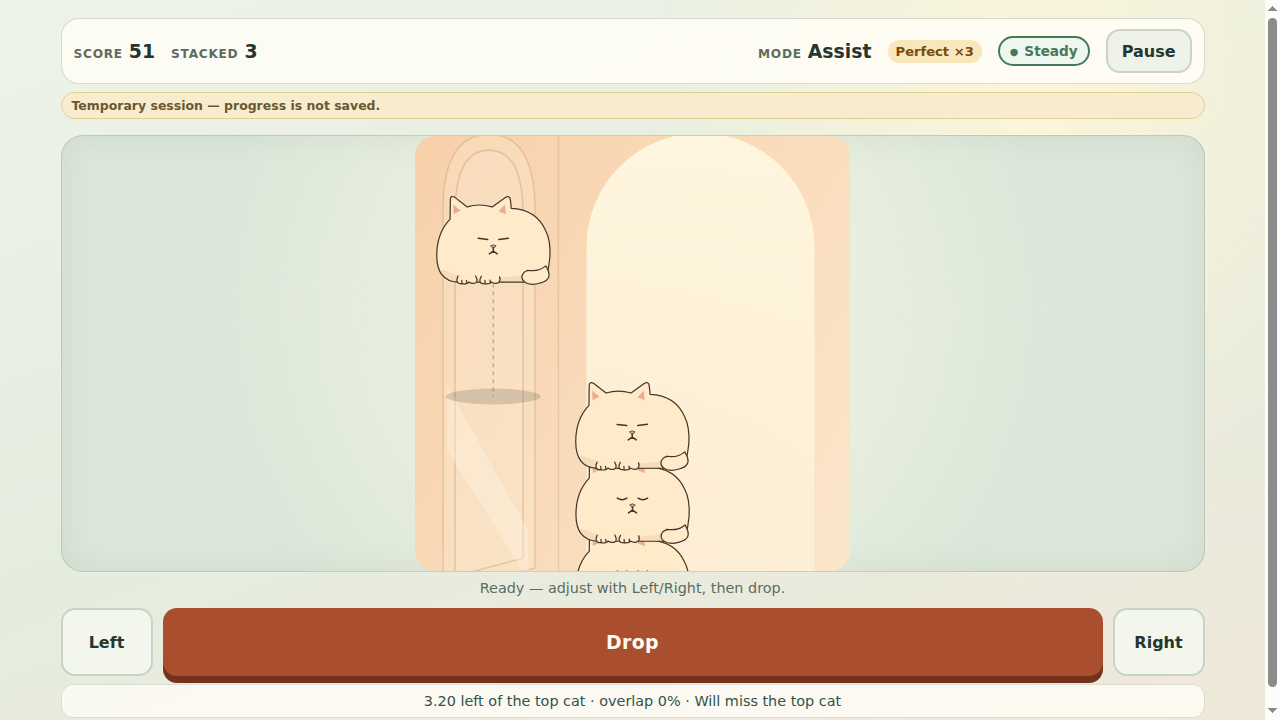 SCORE 51 STACKED 3 MODE Assist Perfect ×3 ● Steady Pause
Temporary session — progress is not saved.
Ready — adjust with Left/Right, then drop.
Left Drop Right
3.20 left of the top cat · overlap 0% · Will miss the top cat